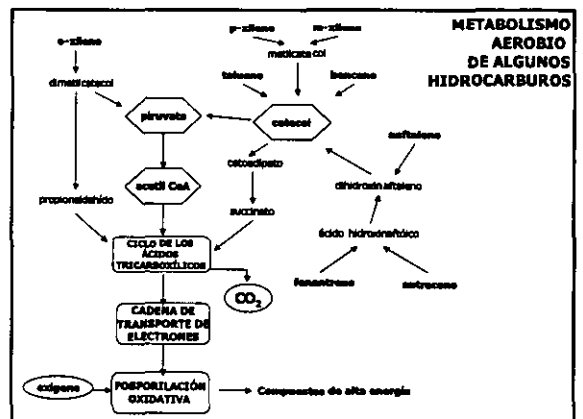 METABOLISMO
AEROBIO
DE ALGUNOS
HIDROCARBUROS
p-xileno
m-xileno
o-xileno
metilcatecol
dimetilcatecol
tolueno
benceno
piruvato
catecol
naftaleno
cetoadipato
acetil CoA
dihidroxinaftaleno
propionaldehído
succinato
ácido hidroxinaftóico
CICLO DE LOS
ÁCIDOS
TRICARBOXÍLICOS
fenantreno
antraceno
CO₂
CADENA DE
TRANSPORTE DE
ELECTRONES
oxígeno
FOSFORILACIÓN
OXIDATIVA
Compuestos de alta energía